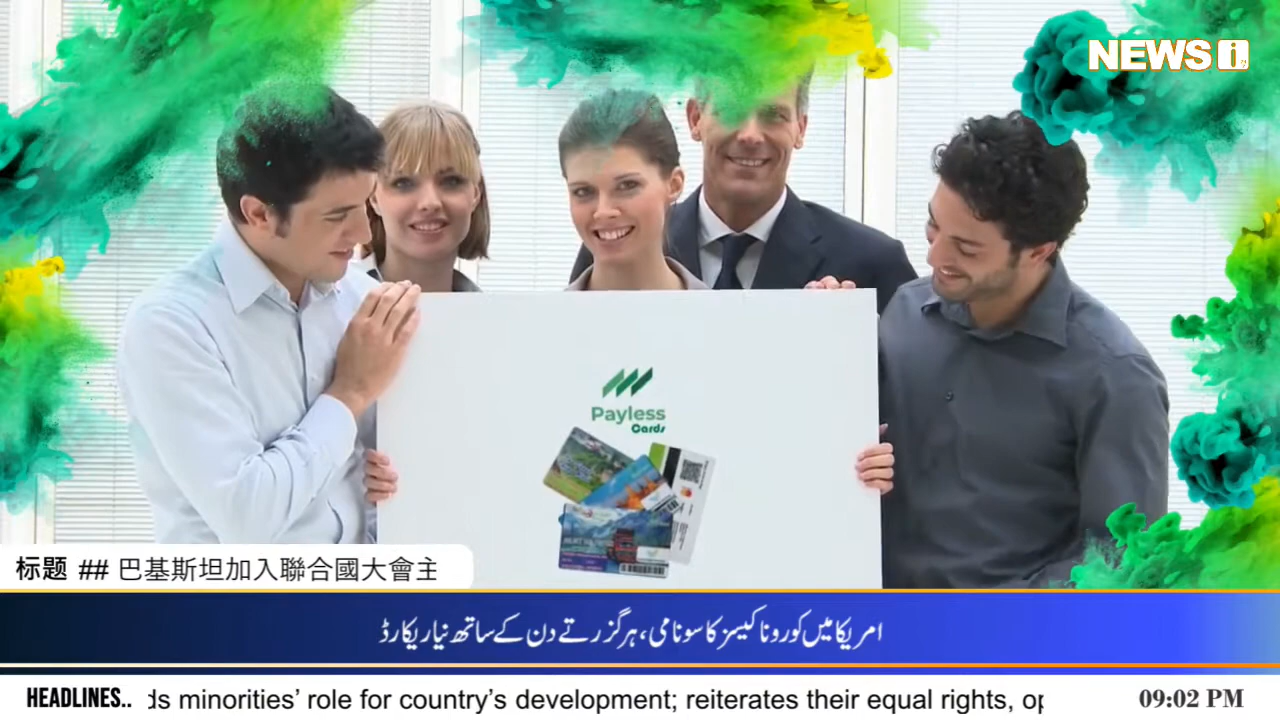 NEWS i
Payless
Cards
标题 ## 巴基斯坦加入聯合國大會主
امریکا میں کورونا کیسز کا سونامی، ہر گزرتے دن کے ساتھ نیا ریکارڈ
HEADLINES.. ds minorities’ role for country’s development; reiterates their equal rights, op
09:02 PM